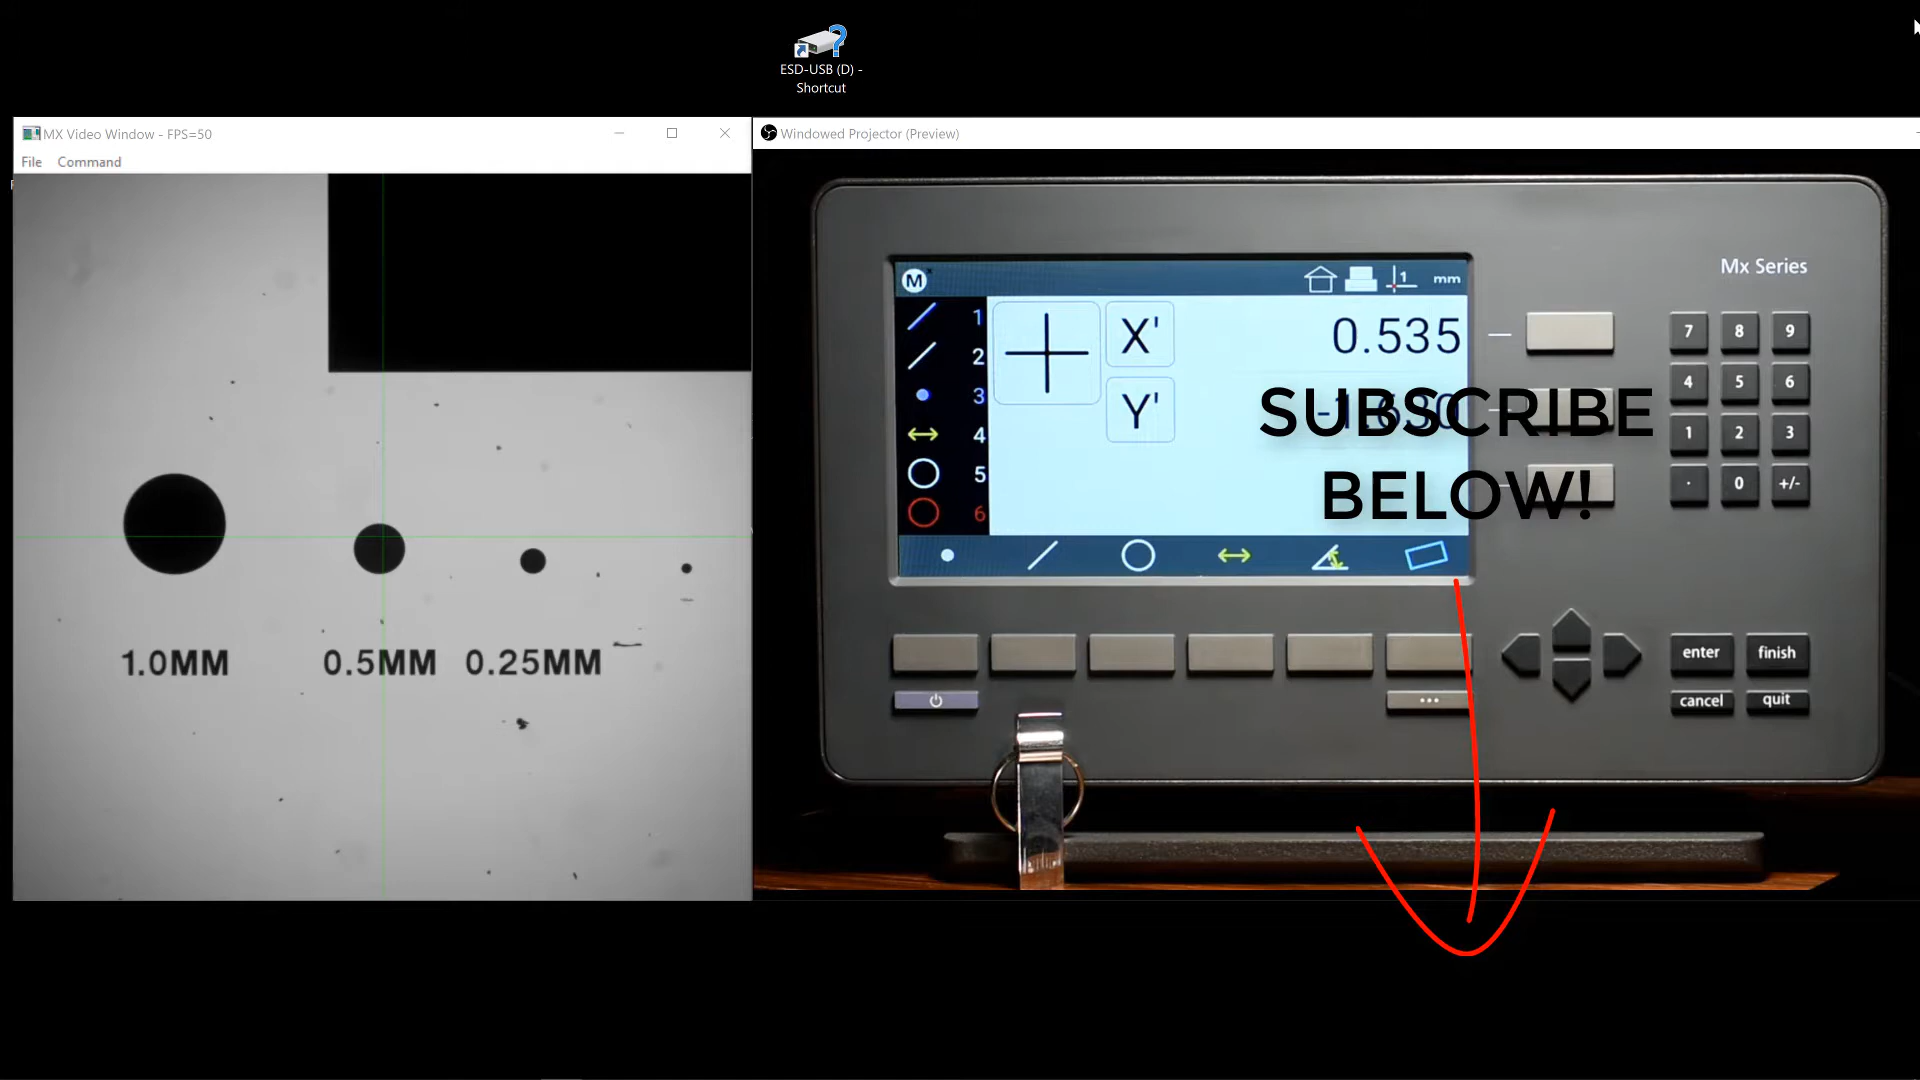 ESD-USB (D) -
Shortcut
MX Video Window - FPS=50
File Command
1.0MM 0.5MM 0.25MM
Windowed Projector (Preview)
Mx Series
M 1 mm
1
2
3
4
5
6
X' 0.535
Y'
SUBSCRIBE
BELOW!
7 8 9
4 5 6
1 2 3
. 0 +/-
enter finish
cancel quit
...